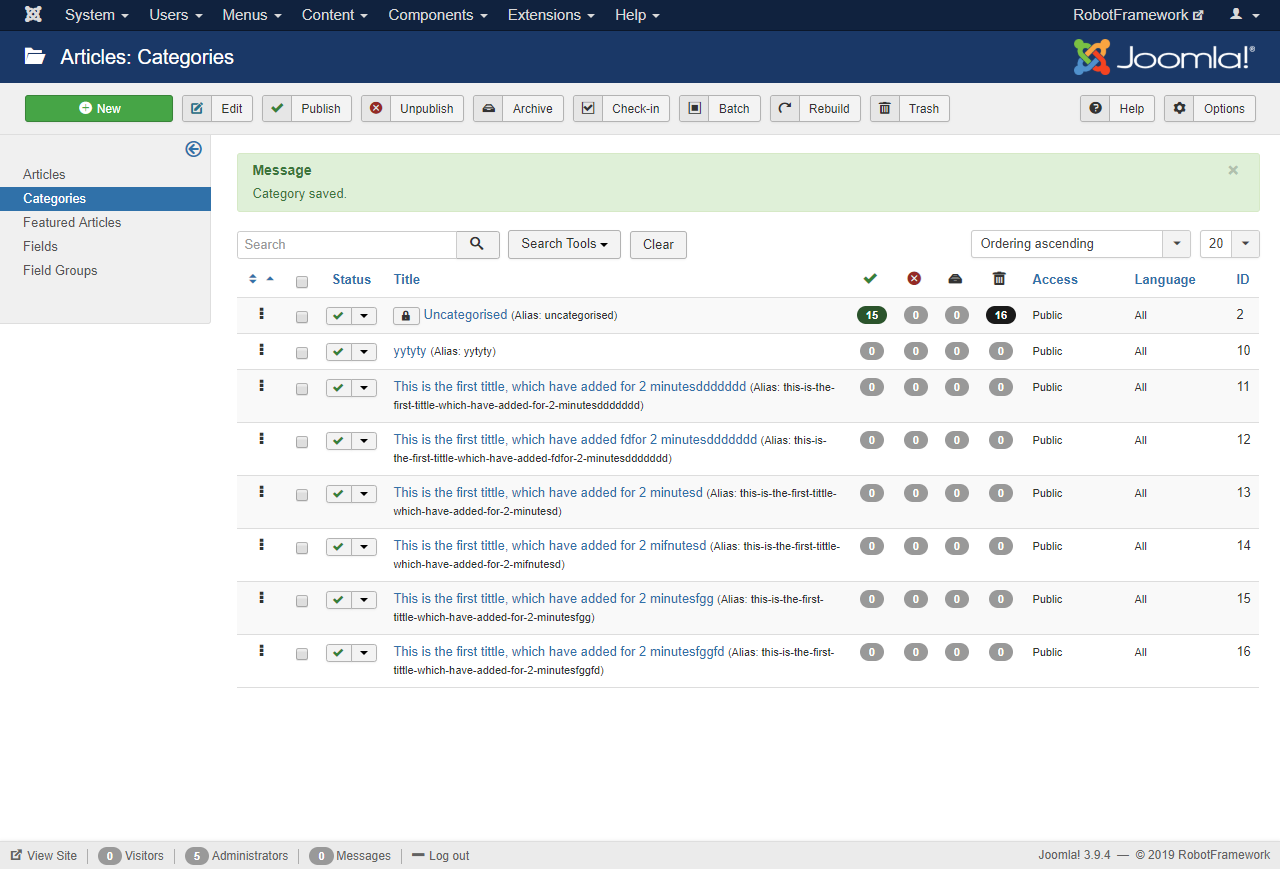 System Users Menus Content Components Extensions Help RobotFramework
Articles: Categories Joomla!®
New Edit Publish Unpublish Archive Check-in Batch Rebuild Trash Help Options
Articles
Categories
Featured Articles
Fields
Field Groups
Message
Category saved.
Search Search Tools Clear Ordering ascending 20
Status Title Access Language ID
Uncategorised (Alias: uncategorised) 15 0 0 16 Public All 2
yytyty (Alias: yytyty) 0 0 0 0 Public All 10
This is the first tittle, which have added for 2 minutesddddddd (Alias: this-is-the- 0 0 0 0 Public All 11
first-tittle-which-have-added-for-2-minutesddddddd)
This is the first tittle, which have added fdfor 2 minutesddddddd (Alias: this-is- 0 0 0 0 Public All 12
the-first-tittle-which-have-added-fdfor-2-minutesddddddd)
This is the first tittle, which have added for 2 minutesd (Alias: this-is-the-first-tittle- 0 0 0 0 Public All 13
which-have-added-for-2-minutesd)
This is the first tittle, which have added for 2 mifnutesd (Alias: this-is-the-first-tittle- 0 0 0 0 Public All 14
which-have-added-for-2-mifnutesd)
This is the first tittle, which have added for 2 minutesfgg (Alias: this-is-the-first- 0 0 0 0 Public All 15
tittle-which-have-added-for-2-minutesfgg)
This is the first tittle, which have added for 2 minutesfggfd (Alias: this-is-the-first- 0 0 0 0 Public All 16
tittle-which-have-added-for-2-minutesfggfd)
View Site 0 Visitors 5 Administrators 0 Messages Log out Joomla! 3.9.4 — © 2019 RobotFramework